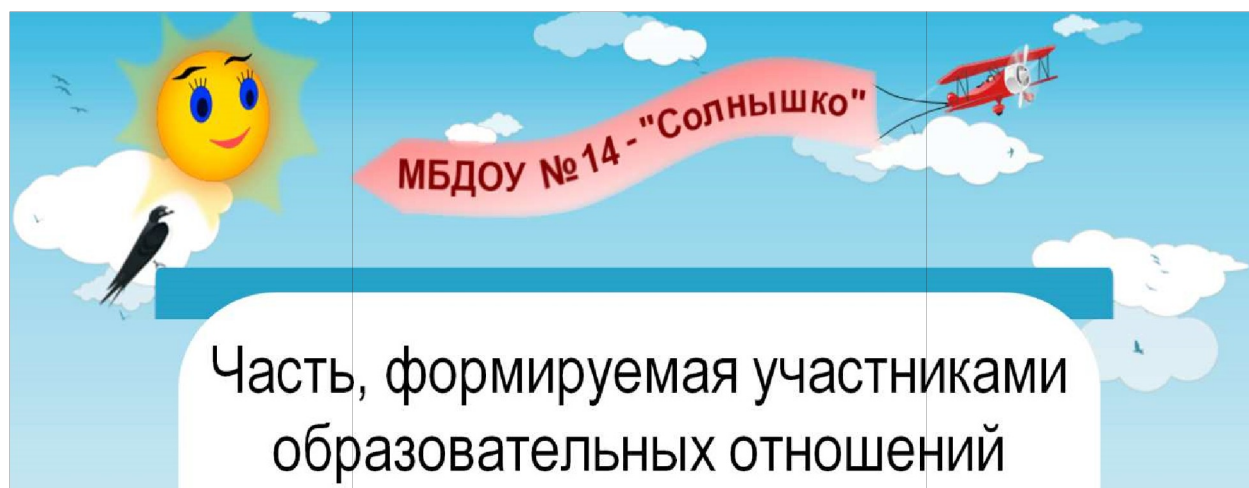 МБДОУ №14 - "Солнышко"
Часть, формируемая участниками
образовательных отношений